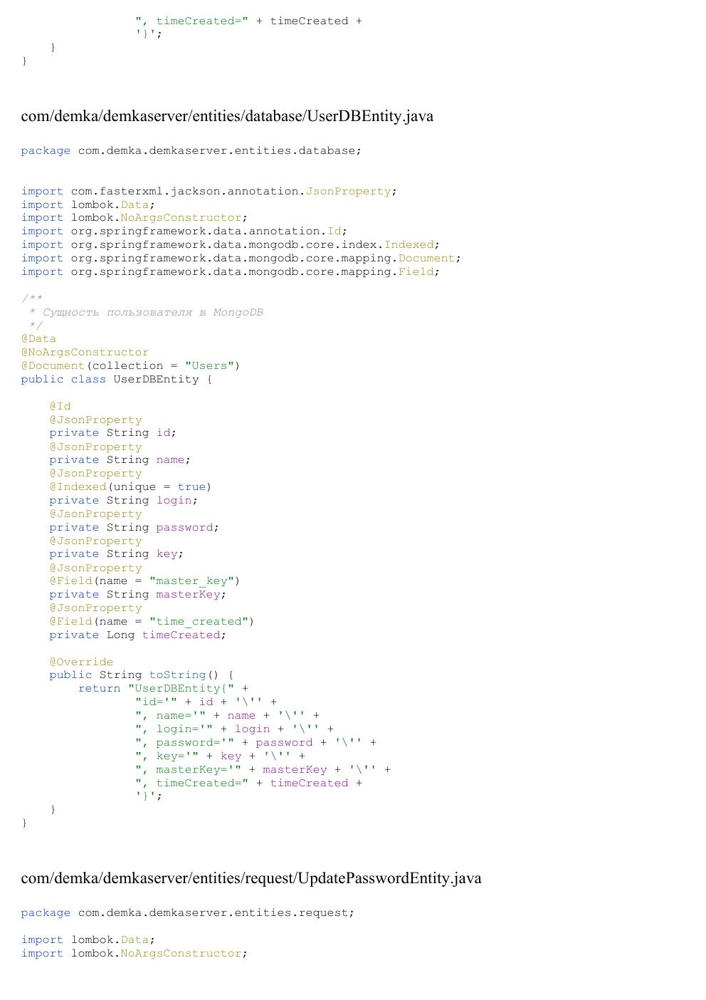 ", timeCreated=" + timeCreated +
'}';
}
}
com/demka/demkaserver/entities/database/UserDBEntity.java
package com.demka.demkaserver.entities.database;
import com.fasterxml.jackson.annotation.JsonProperty;
import lombok.Data;
import lombok.NoArgsConstructor;
import org.springframework.data.annotation.Id;
import org.springframework.data.mongodb.core.index.Indexed;
import org.springframework.data.mongodb.core.mapping.Document;
import org.springframework.data.mongodb.core.mapping.Field;
/**
* Сущность пользователя в MongoDB
*/
@Data
@NoArgsConstructor
@Document(collection = "Users")
public class UserDBEntity {
@Id
@JsonProperty
private String id;
@JsonProperty
private String name;
@JsonProperty
@Indexed(unique = true)
private String login;
@JsonProperty
private String password;
@JsonProperty
private String key;
@JsonProperty
@Field(name = "master_key")
private String masterKey;
@JsonProperty
@Field(name = "time_created")
private Long timeCreated;
@Override
public String toString() {
return "UserDBEntity{" +
"id='" + id + '\'' +
", name='" + name + '\'' +
", login='" + login + '\'' +
", password='" + password + '\'' +
", key='" + key + '\'' +
", masterKey='" + masterKey + '\'' +
", timeCreated=" + timeCreated +
'}';
}
}
com/demka/demkaserver/entities/request/UpdatePasswordEntity.java
package com.demka.demkaserver.entities.request;
import lombok.Data;
import lombok.NoArgsConstructor;